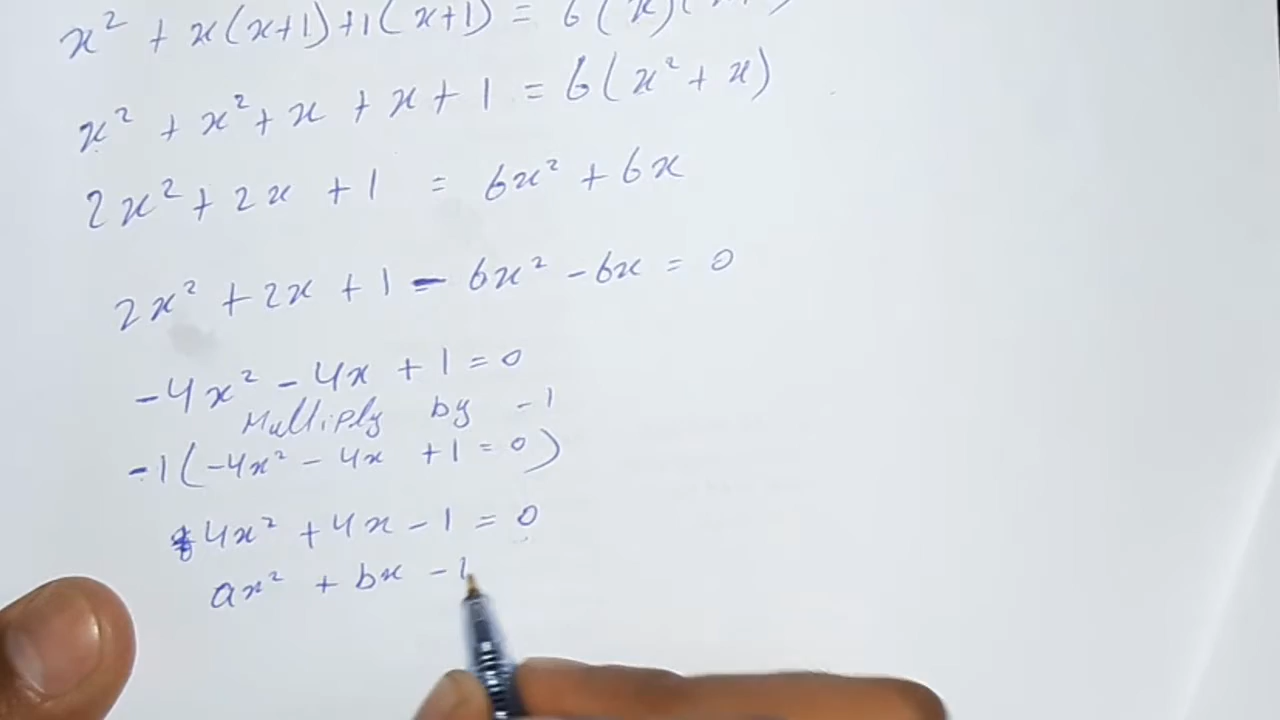 x² + x(x+1)+1(x+1) = 6(x)(
x² + x² + x + x + 1 = 6(x² + x)
2x² + 2x + 1 = 6x² + 6x
2x² + 2x + 1 - 6x² - 6x = 0
-4x² - 4x + 1 = 0
Multiply by -1
-1(-4x² - 4x + 1 = 0)
4x² + 4x - 1 = 0
ax² + bx - 1